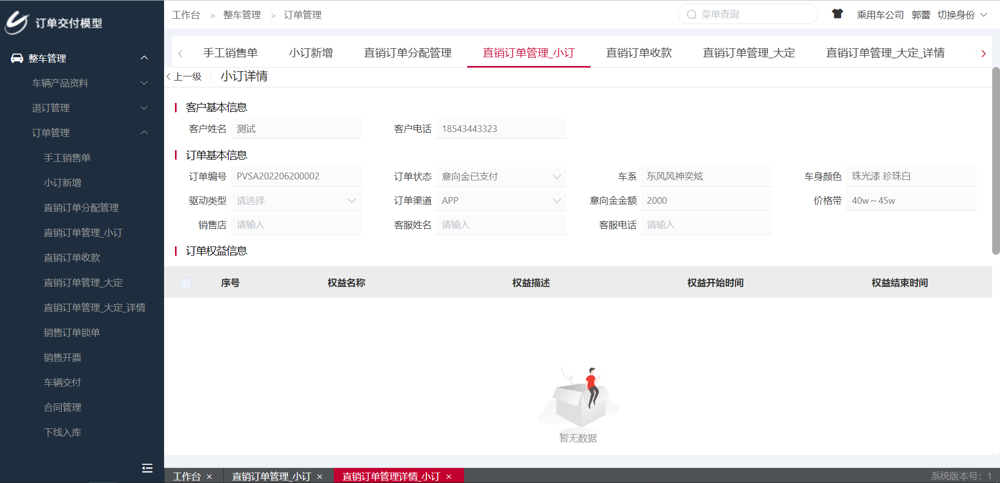 订单交付模型
整车管理
车辆产品资料
退订管理
订单管理
手工销售单
小订新增
直销订单分配管理
直销订单管理_小订
直销订单收款
直销订单管理_大定
直销订单管理_大定_详情
销售订单锁单
销售开票
车辆交付
合同管理
下线入库
工作台 > 整车管理 > 订单管理
菜单查询
乘用车公司 郭蕾 切换身份
手工销售单 小订新增 直销订单分配管理 直销订单管理_小订 直销订单收款 直销订单管理_大定 直销订单管理_大定_详情
上一级 小订详情
客户基本信息
客户姓名 测试 客户电话 18543443323
订单基本信息
订单编号 PVSA202206200002 订单状态 意向金已支付 车系 东风风神奕炫 车身颜色 珠光漆 珍珠白
驱动类型 请选择 订单渠道 APP 意向金金额 2000 价格带 40w～45w
销售店 请输入 客服姓名 请输入 客服电话 请输入
订单权益信息
序号 权益名称 权益描述 权益开始时间 权益结束时间
暂无数据
工作台 × 直销订单管理_小订 × 直销订单管理详情_小订 ×
系统版本号：1